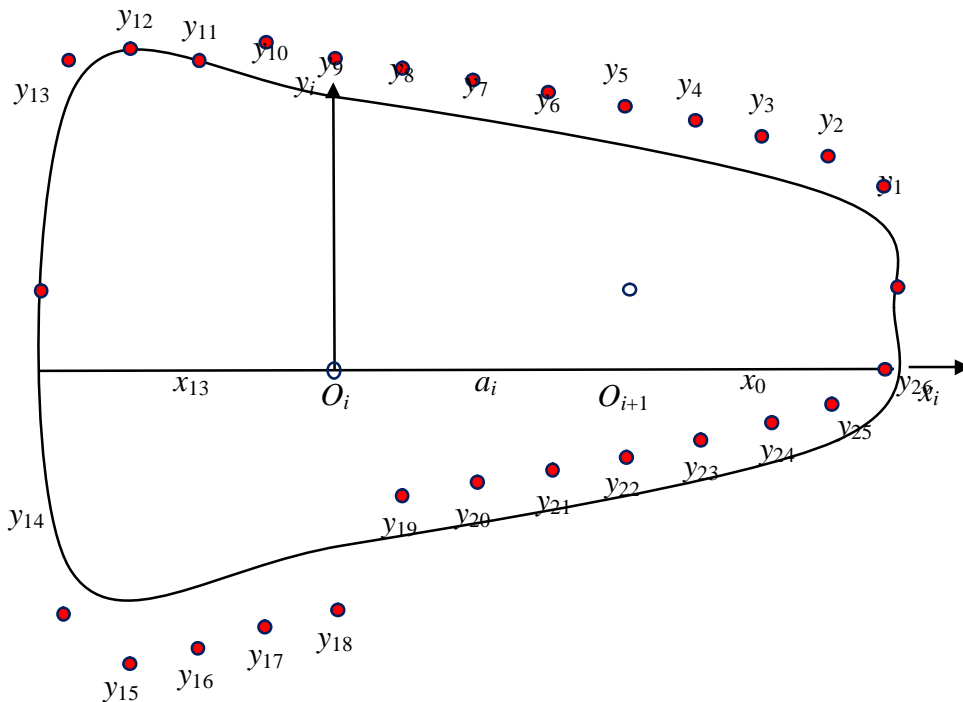 y₁₂
y₁₁
y₁₀
y₉
y₈
y₇
y₆
y₅
y₄
y₃
y₂
y₁
y₁₃
yᵢ
x₁₃
Oᵢ
aᵢ
Oᵢ₊₁
x₀
y₂₆
xᵢ
y₂₅
y₂₄
y₂₃
y₂₂
y₂₁
y₂₀
y₁₉
y₁₄
y₁₈
y₁₇
y₁₆
y₁₅